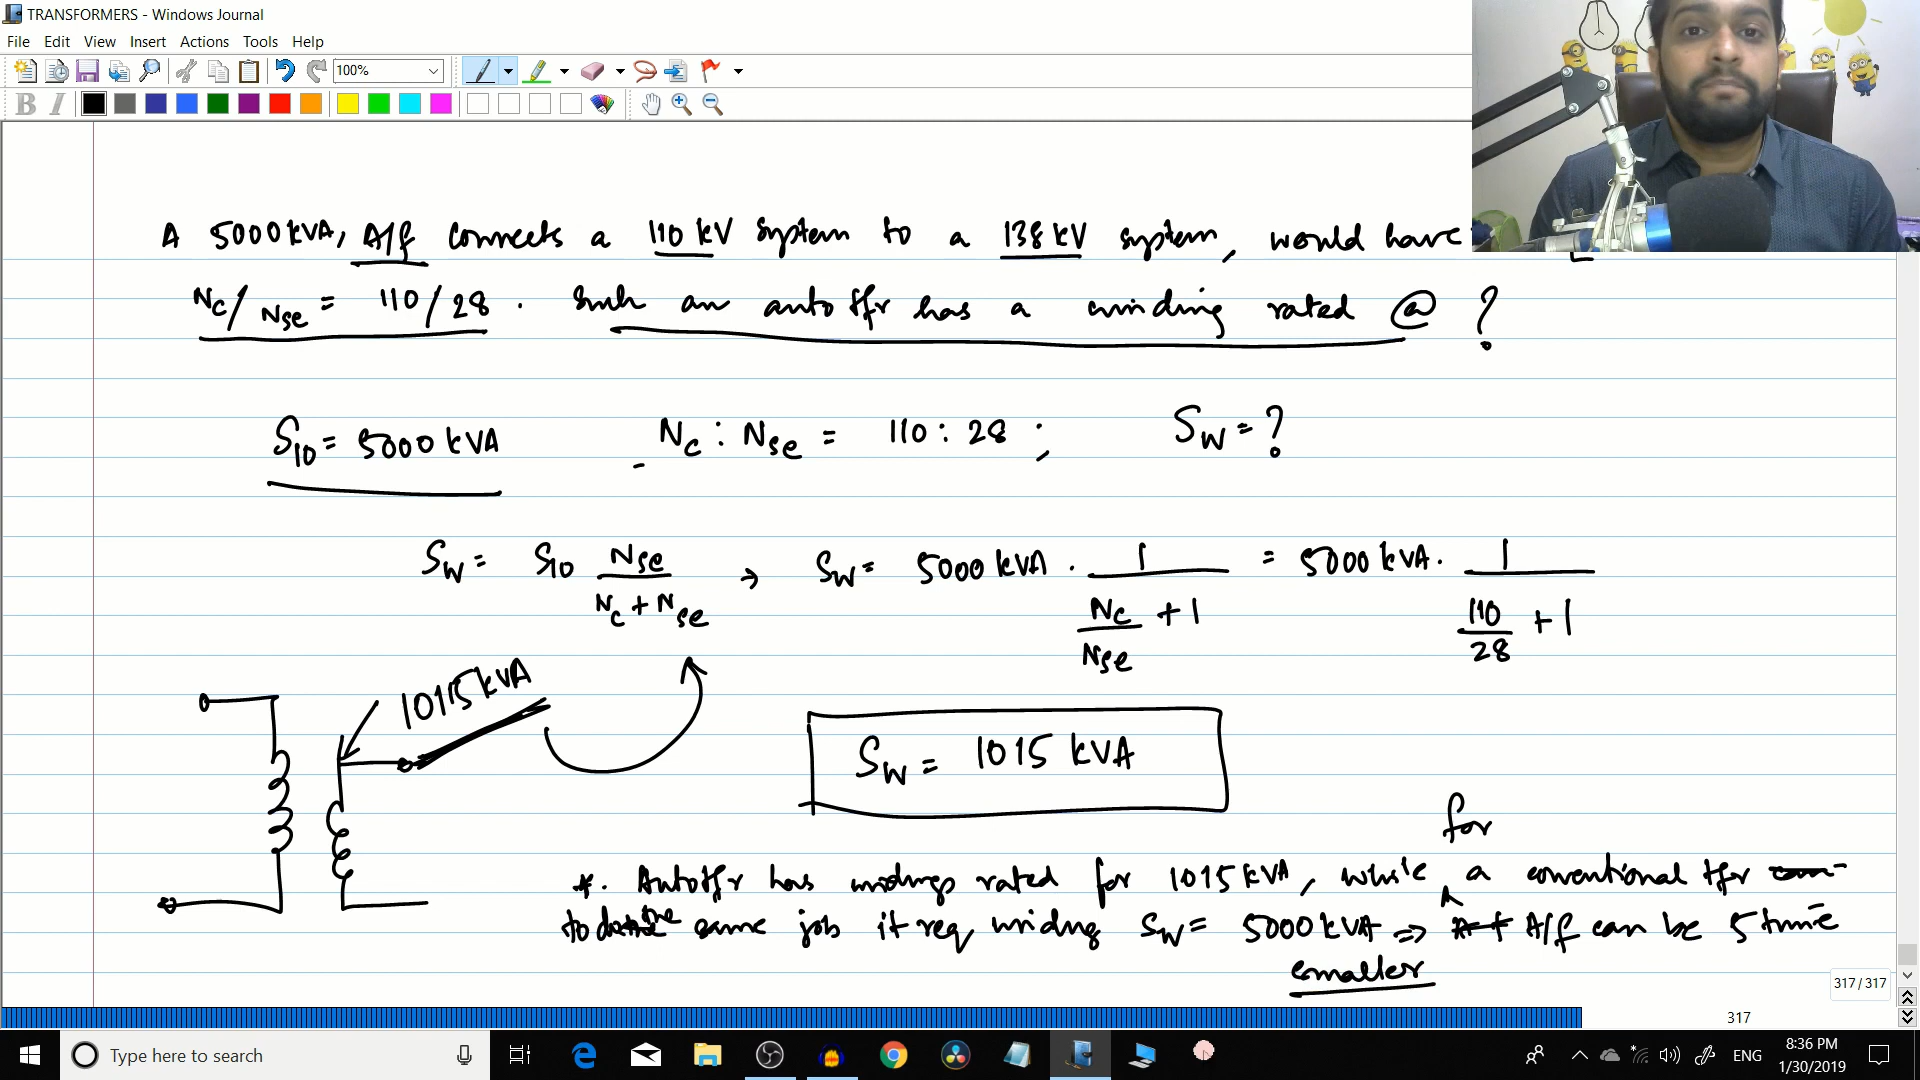 TRANSFORMERS - Windows Journal
File Edit View Insert Actions Tools Help
100%
B I
A 5000 kVA, A/f connects a 110 kV system to a 138 kV system, would have
Nc/Nse = 110/28 . Such an auto tfr has a winding rated @ ?
S10 = 5000 kVA Nc : Nse = 110 : 28 ; Sw = ?
Sw = S10 Nse / Nc + Nse → Sw = 5000 kVA . 1 / Nc/Nse + 1 = 5000 kVA . 1 / 110/28 + 1
1015 kVA
Sw = 1015 kVA
for
*. Autotfr has windings rated for 1015 kVA, while a conventional tfr
to do the same job it req winding Sw = 5000 kVA ⇒ A/f can be 5 time
smaller
317 / 317
317
Type here to search
ENG
8:36 PM
1/30/2019